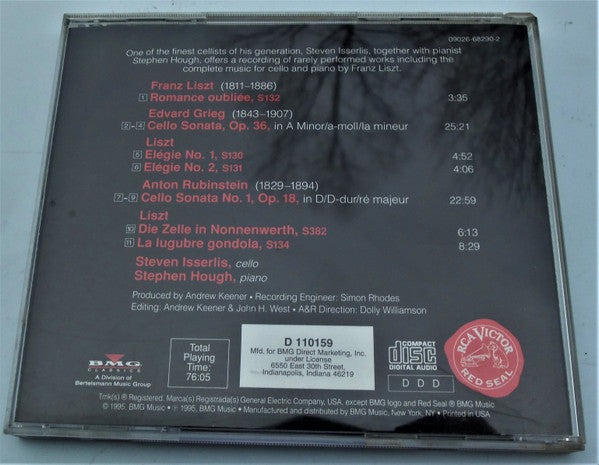 09026-68290-2
One of the finest cellists of his generation, Steven Isserlis, together with pianist
Stephen Hough, offers a recording of rarely performed works including the
complete music for cello and piano by Franz Liszt.
Franz Liszt (1811–1886)
1 Romance oubliée, S132 3:35
Edvard Grieg (1843–1907)
2–4 Cello Sonata, Op. 36, in A Minor/a-moll/la mineur 25:21
Liszt
5 Elégie No. 1, S130 4:52
6 Elégie No. 2, S131 4:06
Anton Rubinstein (1829–1894)
7–9 Cello Sonata No. 1, Op. 18, in D/D-dur/ré majeur 22:59
Liszt
10 Die Zelle in Nonnenwerth, S382 6:13
11 La lugubre gondola, S134 8:29
Steven Isserlis, cello
Stephen Hough, piano
Produced by Andrew Keener • Recording Engineer: Simon Rhodes
Editing: Andrew Keener & John H. West • A&R Direction: Dolly Williamson
BMG
CLASSICS
A Division of
Bertelsmann Music Group
Total
Playing
Time:
76:05
D 110159
Mfd. for BMG Direct Marketing, Inc.
under License
6550 East 30th Street,
Indianapolis, Indiana 46219
COMPACT
disc
DIGITAL AUDIO
D D D
RCA VICTOR
RED SEAL
Tmk(s) ® Registered. Marca(s) Registrada(s) General Electric Company, USA, except BMG logo and Red Seal ® BMG Music
© 1995, BMG Music • ℗ 1995, BMG Music • Manufactured and distributed by BMG Music, New York, NY • Printed in USA